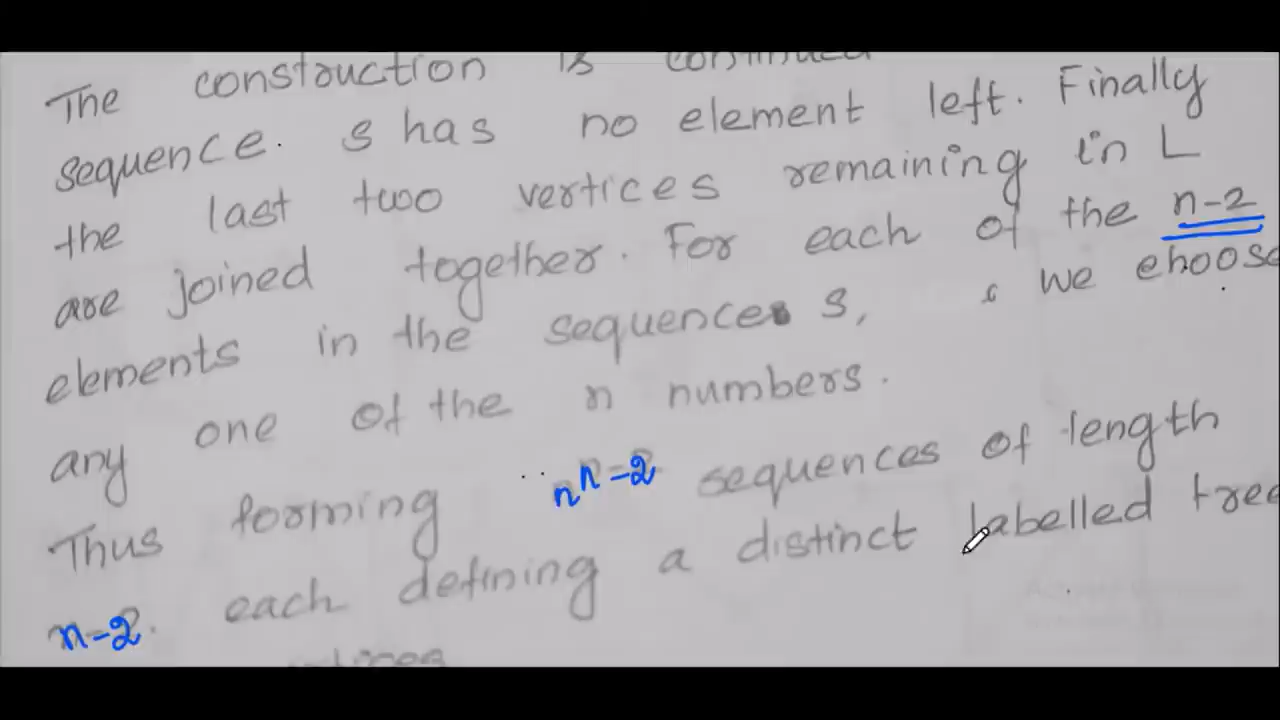 The construction is continued
sequence. S has no element left. Finally
the last two vertices remaining in L
are joined together. For each of the n-2
elements in the sequence S, we choose
any one of the n numbers.
Thus forming n^n-2 sequences of length
n-2. each defining a distinct labelled tree